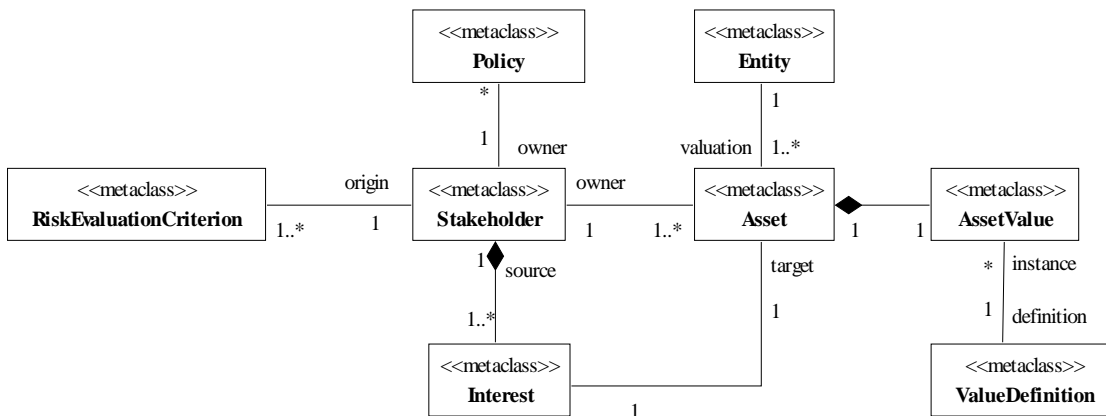 <<metaclass>>
Policy
<<metaclass>>
Entity
*
1
1
owner
valuation
1..*
<<metaclass>>
RiskEvaluationCriterion
origin
1..*
1
<<metaclass>>
Stakeholder
owner
1
1..*
<<metaclass>>
Asset
1
1
<<metaclass>>
AssetValue
1
source
target
*
instance
1..*
1
1
definition
<<metaclass>>
Interest
1
<<metaclass>>
ValueDefinition